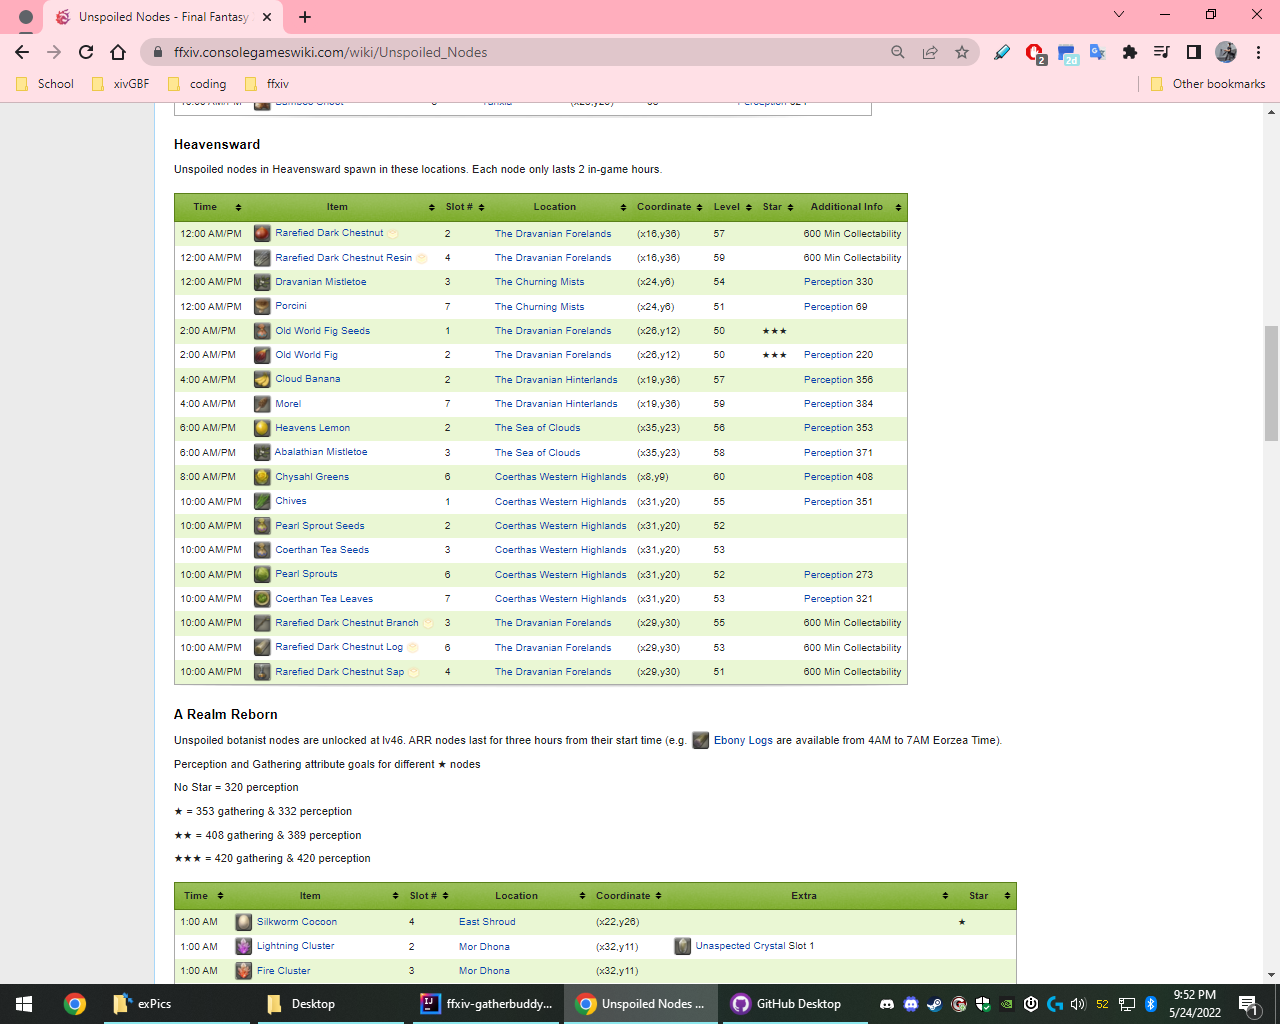 Unspoiled Nodes - Final Fantasy
ffxiv.consolegameswiki.com/wiki/Unspoiled_Nodes
2
2d
School xivGBF coding ffxiv Other bookmarks
Heavensward
Unspoiled nodes in Heavensward spawn in these locations. Each node only lasts 2 in-game hours.
Time Item Slot # Location Coordinate Level Star Additional Info
12:00 AM/PM Rarefied Dark Chestnut 2 The Dravanian Forelands (x16,y36) 57 600 Min Collectability
12:00 AM/PM Rarefied Dark Chestnut Resin 4 The Dravanian Forelands (x16,y36) 59 600 Min Collectability
12:00 AM/PM Dravanian Mistletoe 3 The Churning Mists (x24,y6) 54 Perception 330
12:00 AM/PM Porcini 7 The Churning Mists (x24,y6) 51 Perception 69
2:00 AM/PM Old World Fig Seeds 1 The Dravanian Forelands (x26,y12) 50 ★★★
2:00 AM/PM Old World Fig 2 The Dravanian Forelands (x26,y12) 50 ★★★ Perception 220
4:00 AM/PM Cloud Banana 2 The Dravanian Hinterlands (x19,y36) 57 Perception 356
4:00 AM/PM Morel 7 The Dravanian Hinterlands (x19,y36) 59 Perception 384
6:00 AM/PM Heavens Lemon 2 The Sea of Clouds (x35,y23) 56 Perception 353
6:00 AM/PM Abalathian Mistletoe 3 The Sea of Clouds (x35,y23) 58 Perception 371
8:00 AM/PM Chysahl Greens 6 Coerthas Western Highlands (x8,y9) 60 Perception 408
10:00 AM/PM Chives 1 Coerthas Western Highlands (x31,y20) 55 Perception 351
10:00 AM/PM Pearl Sprout Seeds 2 Coerthas Western Highlands (x31,y20) 52
10:00 AM/PM Coerthan Tea Seeds 3 Coerthas Western Highlands (x31,y20) 53
10:00 AM/PM Pearl Sprouts 6 Coerthas Western Highlands (x31,y20) 52 Perception 273
10:00 AM/PM Coerthan Tea Leaves 7 Coerthas Western Highlands (x31,y20) 53 Perception 321
10:00 AM/PM Rarefied Dark Chestnut Branch 3 The Dravanian Forelands (x29,y30) 55 600 Min Collectability
10:00 AM/PM Rarefied Dark Chestnut Log 6 The Dravanian Forelands (x29,y30) 53 600 Min Collectability
10:00 AM/PM Rarefied Dark Chestnut Sap 4 The Dravanian Forelands (x29,y30) 51 600 Min Collectability
A Realm Reborn
Unspoiled botanist nodes are unlocked at lv46. ARR nodes last for three hours from their start time (e.g. Ebony Logs are available from 4AM to 7AM Eorzea Time).
Perception and Gathering attribute goals for different ★ nodes
No Star = 320 perception
★ = 353 gathering & 332 perception
★★ = 408 gathering & 389 perception
★★★ = 420 gathering & 420 perception
Time Item Slot # Location Coordinate Extra Star
1:00 AM Silkworm Cocoon 4 East Shroud (x22,y26) ★
1:00 AM Lightning Cluster 2 Mor Dhona (x32,y11) Unaspected Crystal Slot 1
1:00 AM Fire Cluster 3 Mor Dhona (x32,y11)
exPics Desktop ffxiv-gatherbuddy... Unspoiled Nodes ... GitHub Desktop 52 9:52 PM
5/24/2022 1